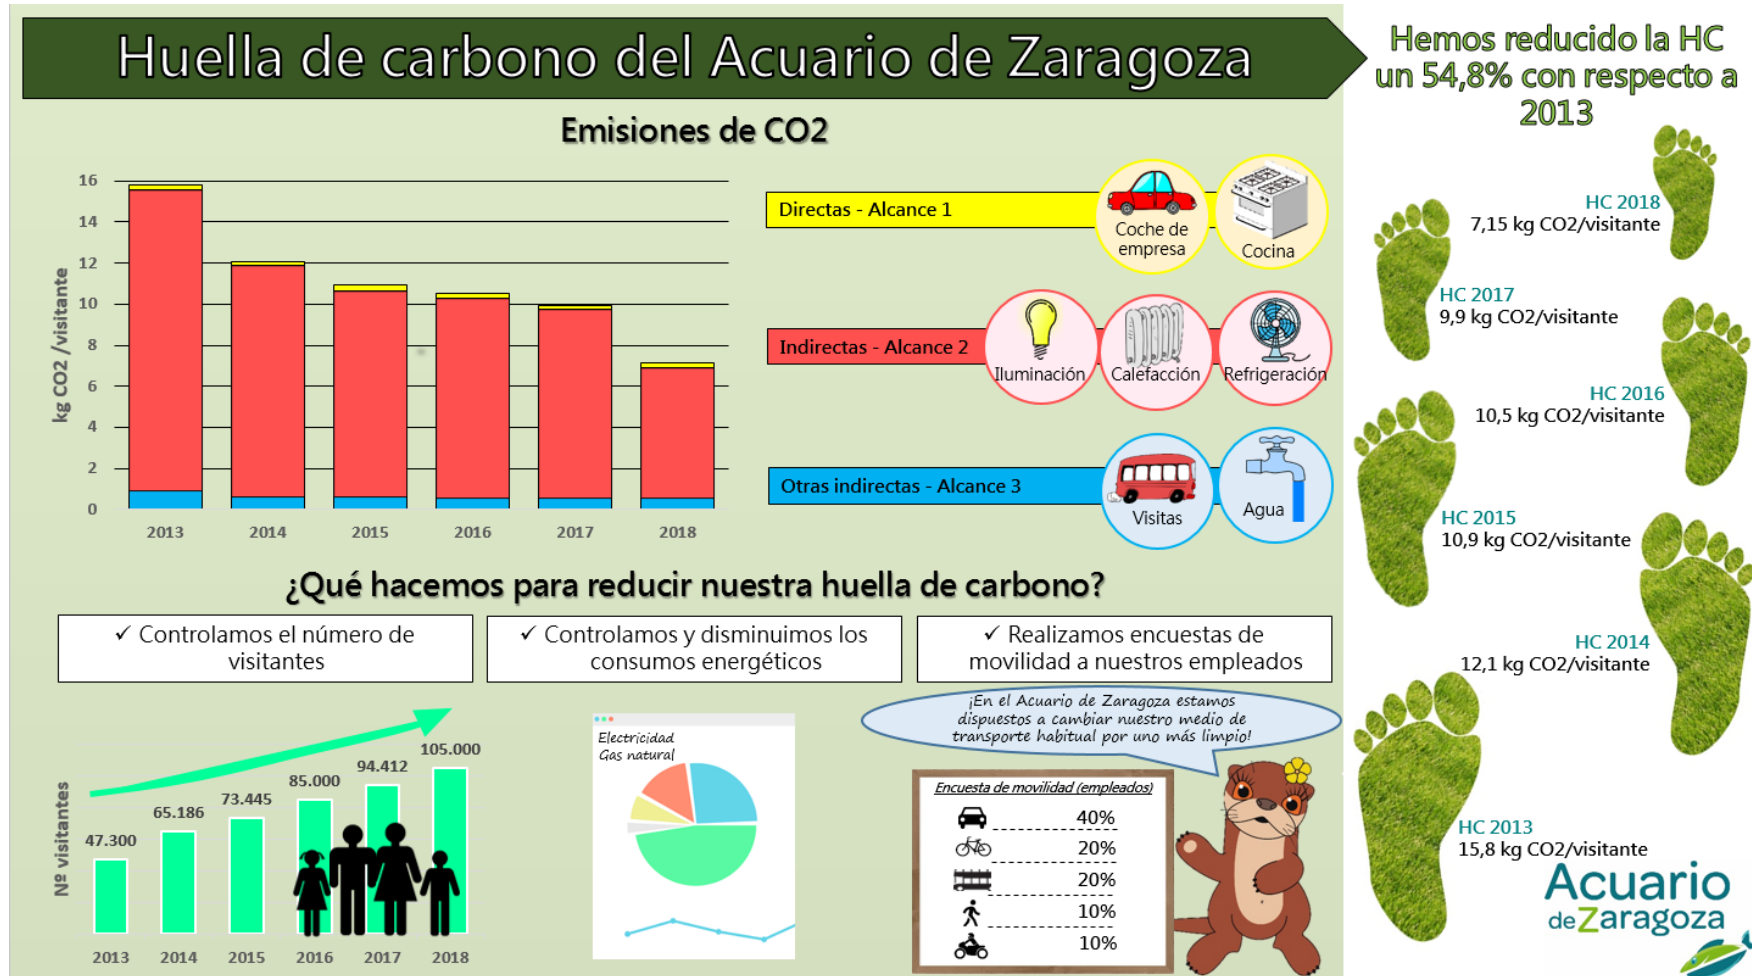 Huella de carbono del Acuario de Zaragoza
Hemos reducido la HC
un 54,8% con respecto a
2013
Emisiones de CO2
kg CO2 /visitante
16
14
12
10
8
6
4
2
0
2013
2014
2015
2016
2017
2018
Directas - Alcance 1
Coche de
empresa
Cocina
Indirectas - Alcance 2
Iluminación
Calefacción
Refrigeración
Otras indirectas - Alcance 3
Visitas
Agua
HC 2018
7,15 kg CO2/visitante
HC 2017
9,9 kg CO2/visitante
HC 2016
10,5 kg CO2/visitante
HC 2015
10,9 kg CO2/visitante
HC 2014
12,1 kg CO2/visitante
HC 2013
15,8 kg CO2/visitante
¿Qué hacemos para reducir nuestra huella de carbono?
✓ Controlamos el número de
visitantes
✓ Controlamos y disminuimos los
consumos energéticos
✓ Realizamos encuestas de
movilidad a nuestros empleados
Nº visitantes
47.300
65.186
73.445
85.000
94.412
105.000
2013
2014
2015
2016
2017
2018
Electricidad
Gas natural
¡En el Acuario de Zaragoza estamos
dispuestos a cambiar nuestro medio de
transporte habitual por uno más limpio!
Encuesta de movilidad (empleados)
40%
20%
20%
10%
10%
Acuario
deZaragoza